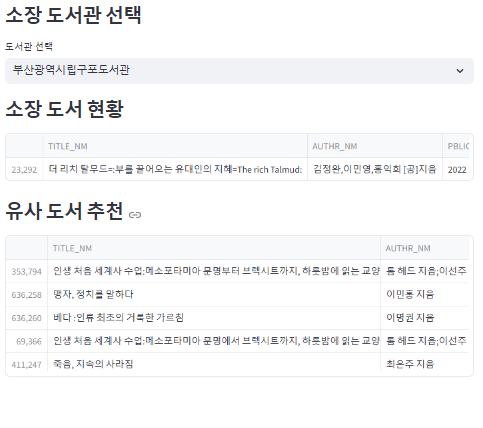 소장 도서관 선택
도서관 선택
부산광역시립구포도서관
소장 도서 현황
TITLE_NM AUTHR_NM PBLIC
23,292 더 리치 탈무드=:부를 끌어오는 유대인의 지혜=The rich Talmud: 김정완,이민영,홍익희 [공]지음 2022
유사 도서 추천
TITLE_NM AUTHR_NM
353,794 인생 처음 세계사 수업:메소포타미아 문명부터 브렉시트까지, 하룻밤에 읽는 교양 톰 헤드 지음;이선주
636,258 맹자, 정치를 말하다 이민홍 지음
636,260 베다 :인류 최초의 거룩한 가르침 이명권 지음
69,366 인생 처음 세계사 수업:메소포타미아 문명에서 브렉시트까지, 하룻밤에 읽는 교양 톰 헤드 지음;이선주
411,247 죽음, 지속의 사라짐 최은주 지음